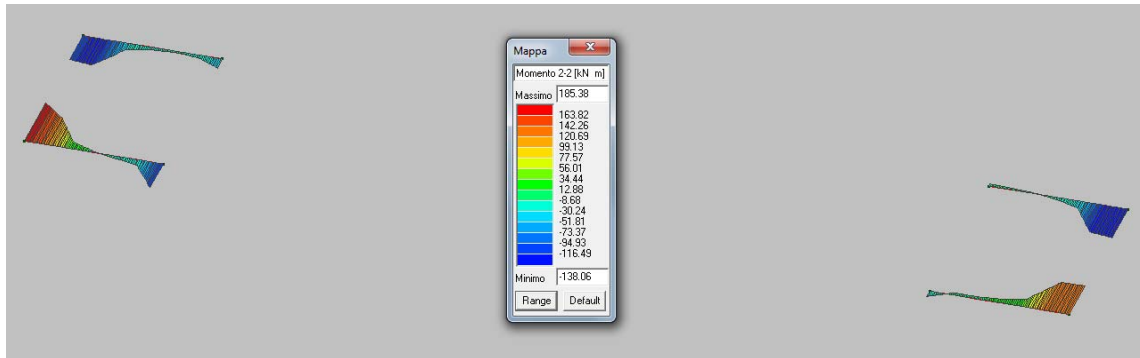 Mappa
Momento 2-2 [kN m]
Massimo 185.38
163.82
142.26
120.69
99.13
77.57
56.01
34.44
12.88
-8.68
-30.24
-51.81
-73.37
-94.93
-116.49
Minimo -138.06
Range Default